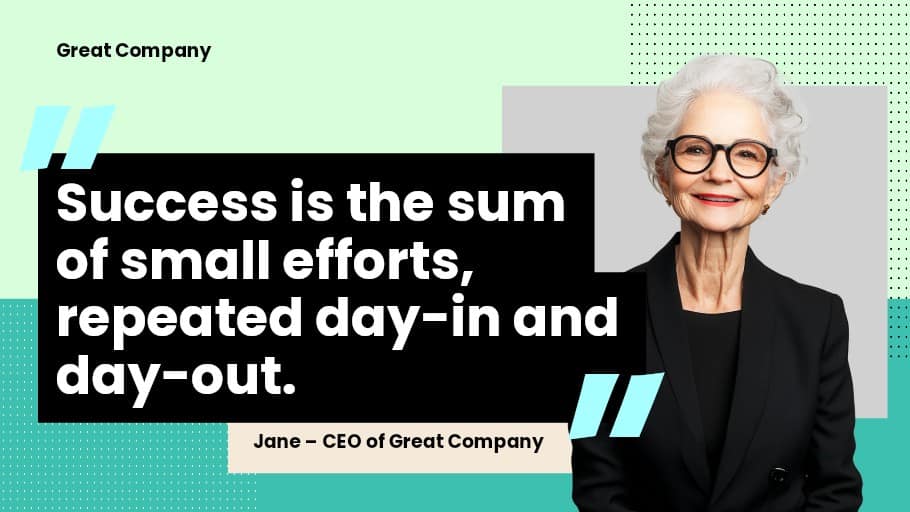 Great Company
Success is the sum
of small efforts,
repeated day-in and
day-out.
Jane – CEO of Great Company